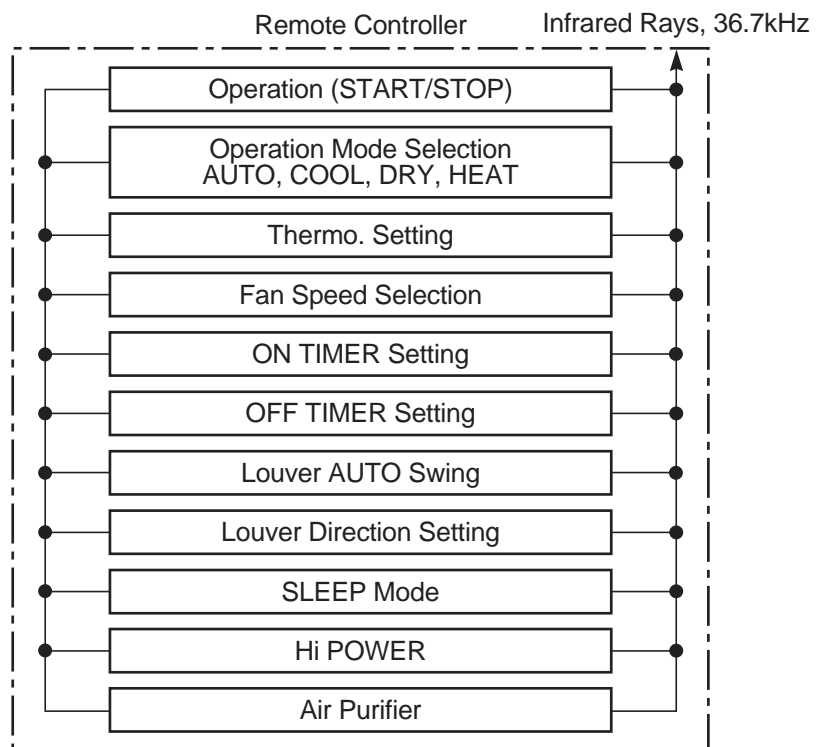 Remote Controller
Infrared Rays, 36.7kHz
Operation (START/STOP)
Operation Mode Selection
AUTO, COOL, DRY, HEAT
Thermo. Setting
Fan Speed Selection
ON TIMER Setting
OFF TIMER Setting
Louver AUTO Swing
Louver Direction Setting
SLEEP Mode
Hi POWER
Air Purifier